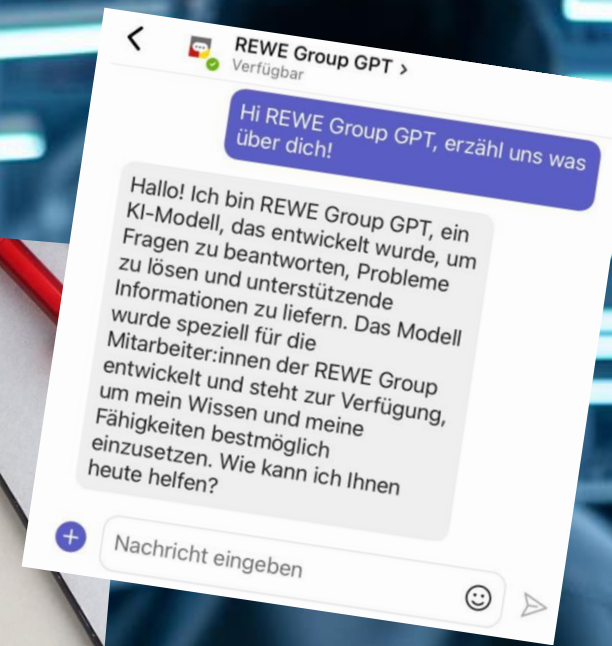 REWE Group GPT >
Verfügbar
Hi REWE Group GPT, erzähl uns was
über dich!
Hallo! Ich bin REWE Group GPT, ein
KI-Modell, das entwickelt wurde, um
Fragen zu beantworten, Probleme
zu lösen und unterstützende
Informationen zu liefern. Das Modell
wurde speziell für die
Mitarbeiter:innen der REWE Group
entwickelt und steht zur Verfügung,
um mein Wissen und meine
Fähigkeiten bestmöglich
einzusetzen. Wie kann ich Ihnen
heute helfen?
Nachricht eingeben